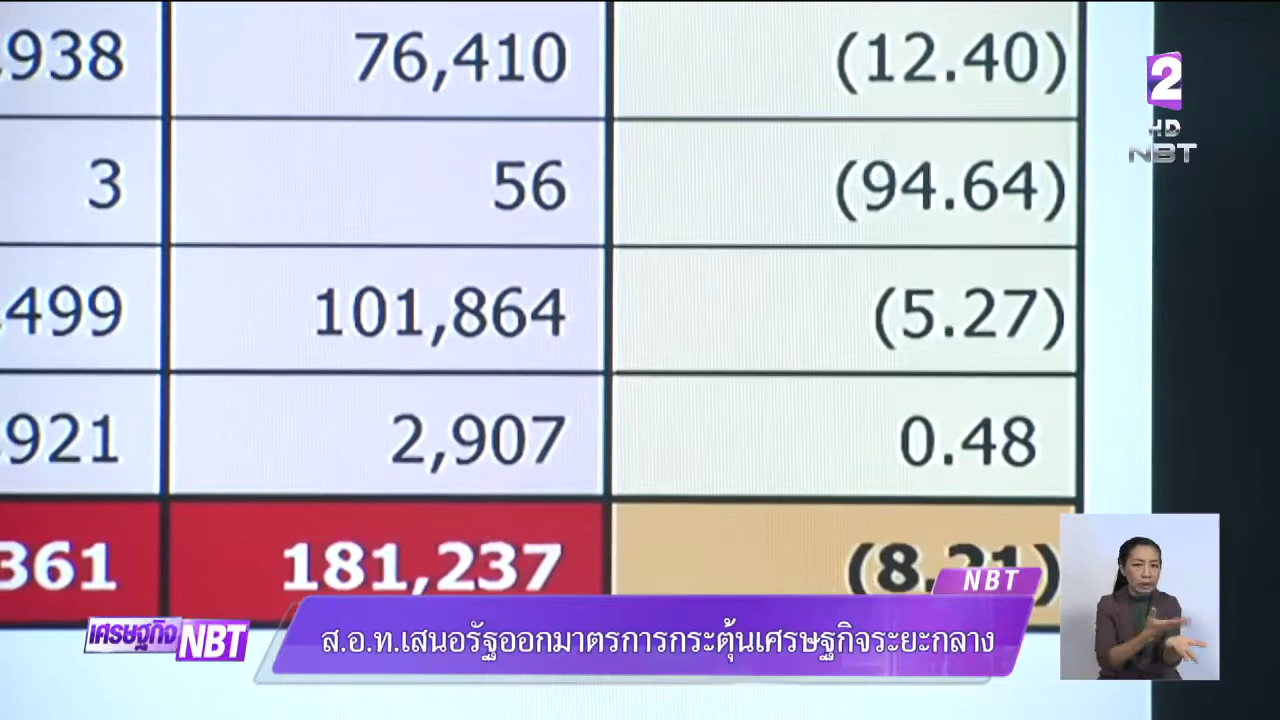 ,938 76,410 (12.40)
3 56 (94.64)
,499 101,864 (5.27)
,921 2,907 0.48
361 181,237
2
HD
NBT
NBT
เศรษฐกิจ NBT
ส.อ.ท.เสนอรัฐออกมาตรการกระตุ้นเศรษฐกิจระยะกลาง